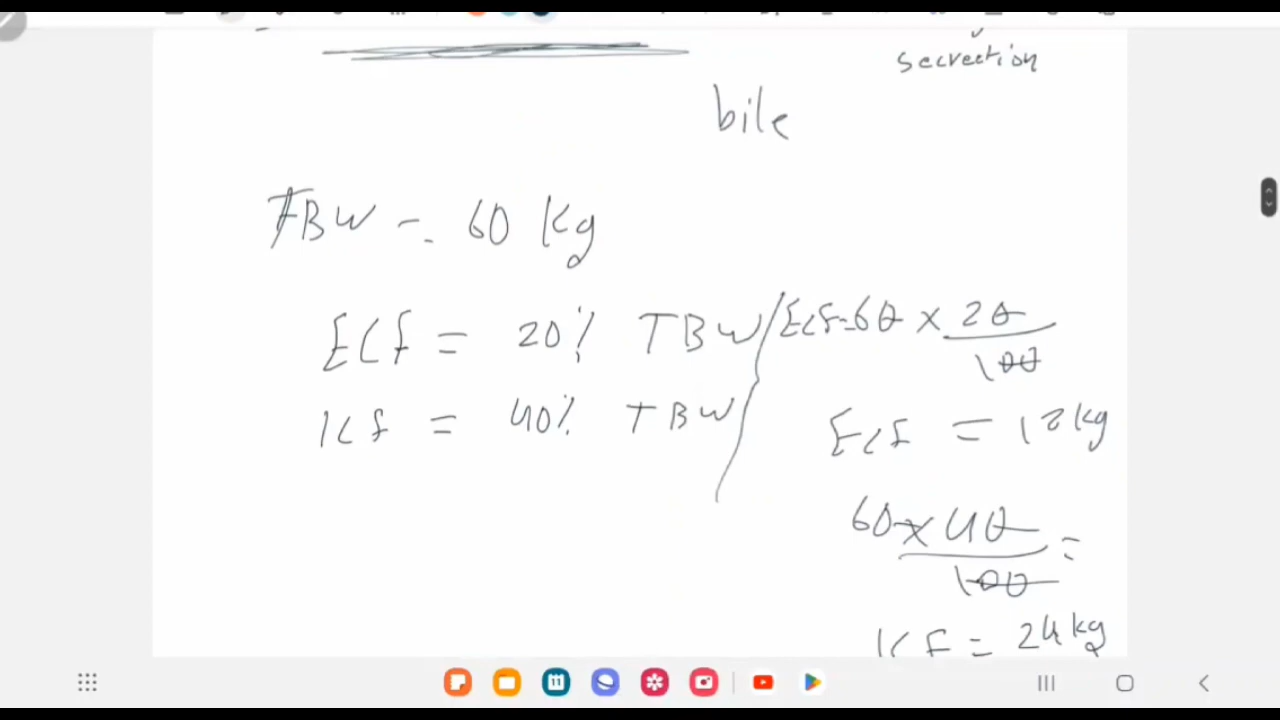 secrection
bile
TBW = 60 Kg
ECF = 20% TBW / ECF = 60 x 20
100
ICF = 40% TBW
ECF = 12 kg
60 x 40 =
100
ICF = 24 kg